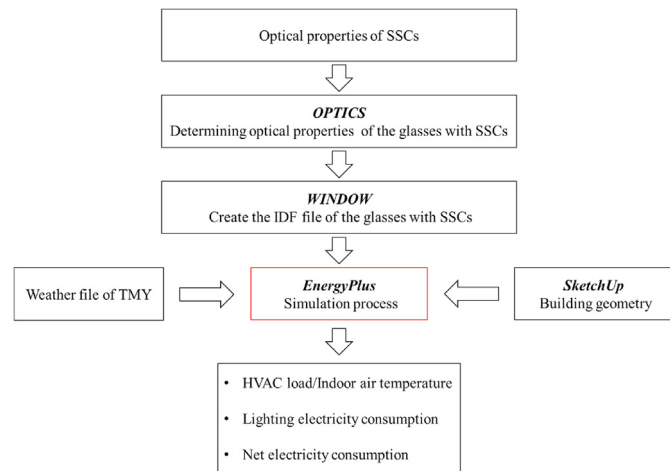 Optical properties of SSCs
OPTICS
Determining optical properties of the glasses with SSCs
WINDOW
Create the IDF file of the glasses with SSCs
Weather file of TMY
EnergyPlus
Simulation process
SketchUp
Building geometry
• HVAC load/Indoor air temperature
• Lighting electricity consumption
• Net electricity consumption